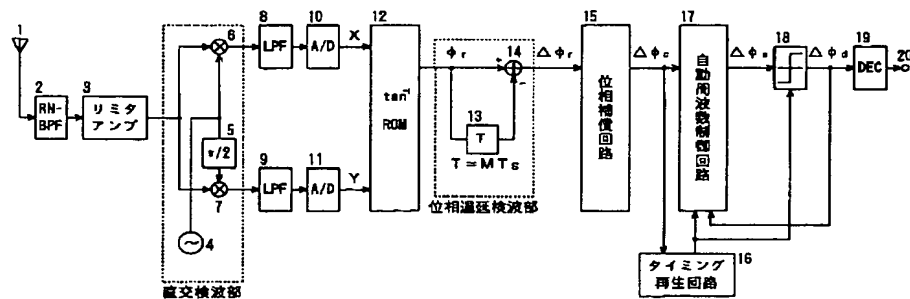 1
2
RN-
BPF
3
リミタ
アンプ
6
5
π/2
7
4
直交検波部
8
LPF
10
A/D
X
9
LPF
11
A/D
Y
12
tan⁻¹
ROM
φr
14
+
-
13
T
T=MTs
位相遅延検波部
Δφr
15
位相補償回路
Δφc
16
タイミング
再生回路
17
自動周波数制御回路
Δφa
18
Δφd
19
DEC
20